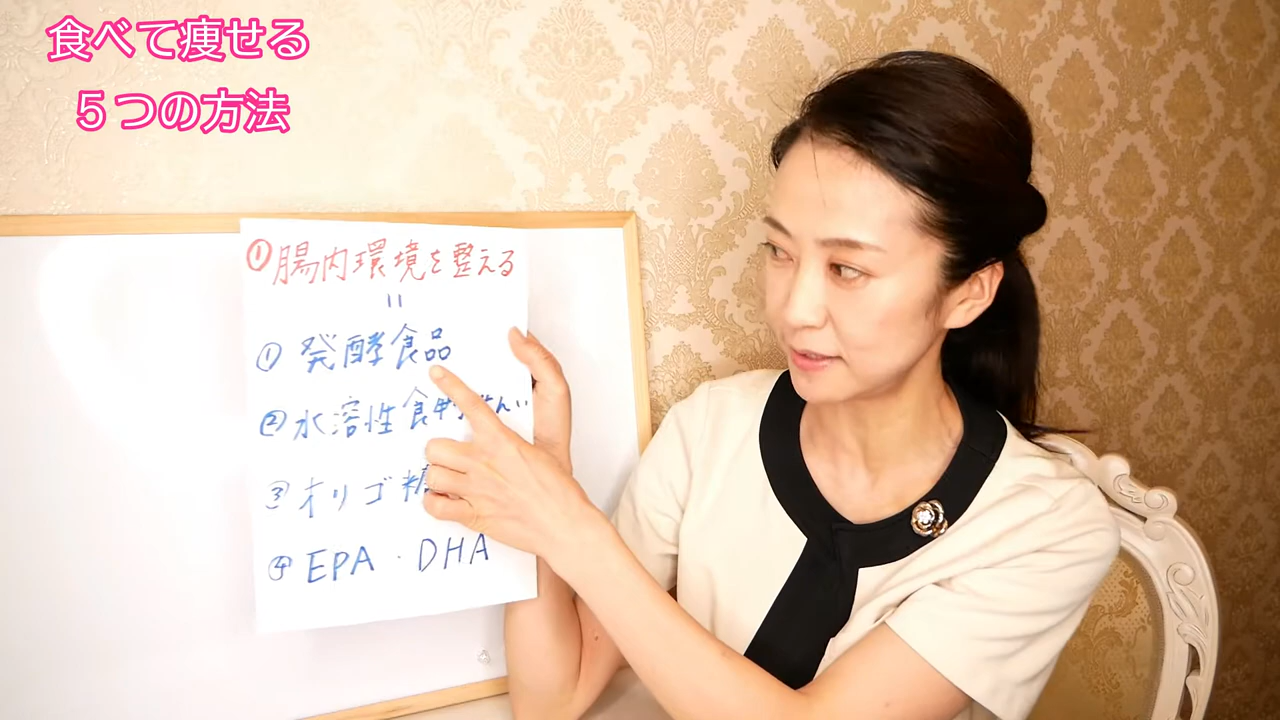 食べて痩せる
５つの方法
①腸内環境を整える
〃
① 発酵食品
② 水溶性食
③ オリゴ糖
④ EPA・DHA